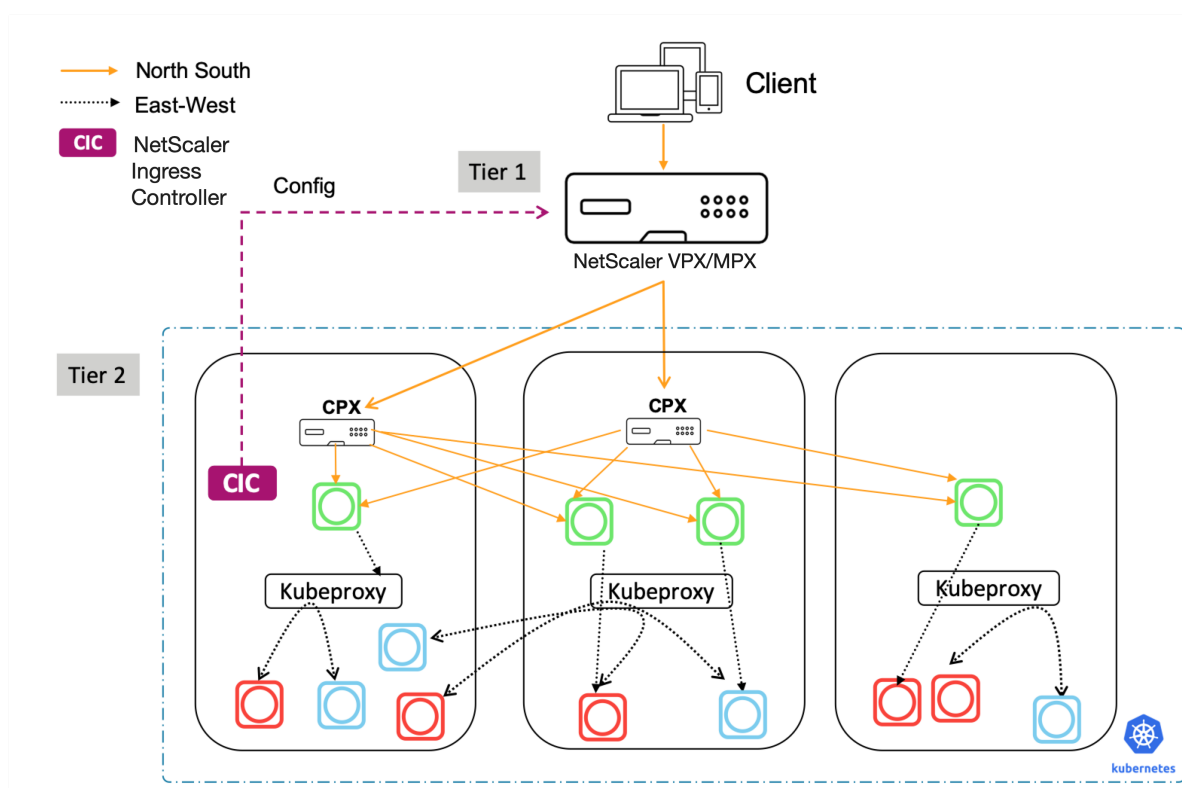 North South
East-West
CIC
NetScaler
Ingress
Controller
Client
Tier 1
Config
NetScaler VPX/MPX
Tier 2
CPX
CPX
CIC
Kubeproxy
Kubeproxy
Kubeproxy
kubernetes